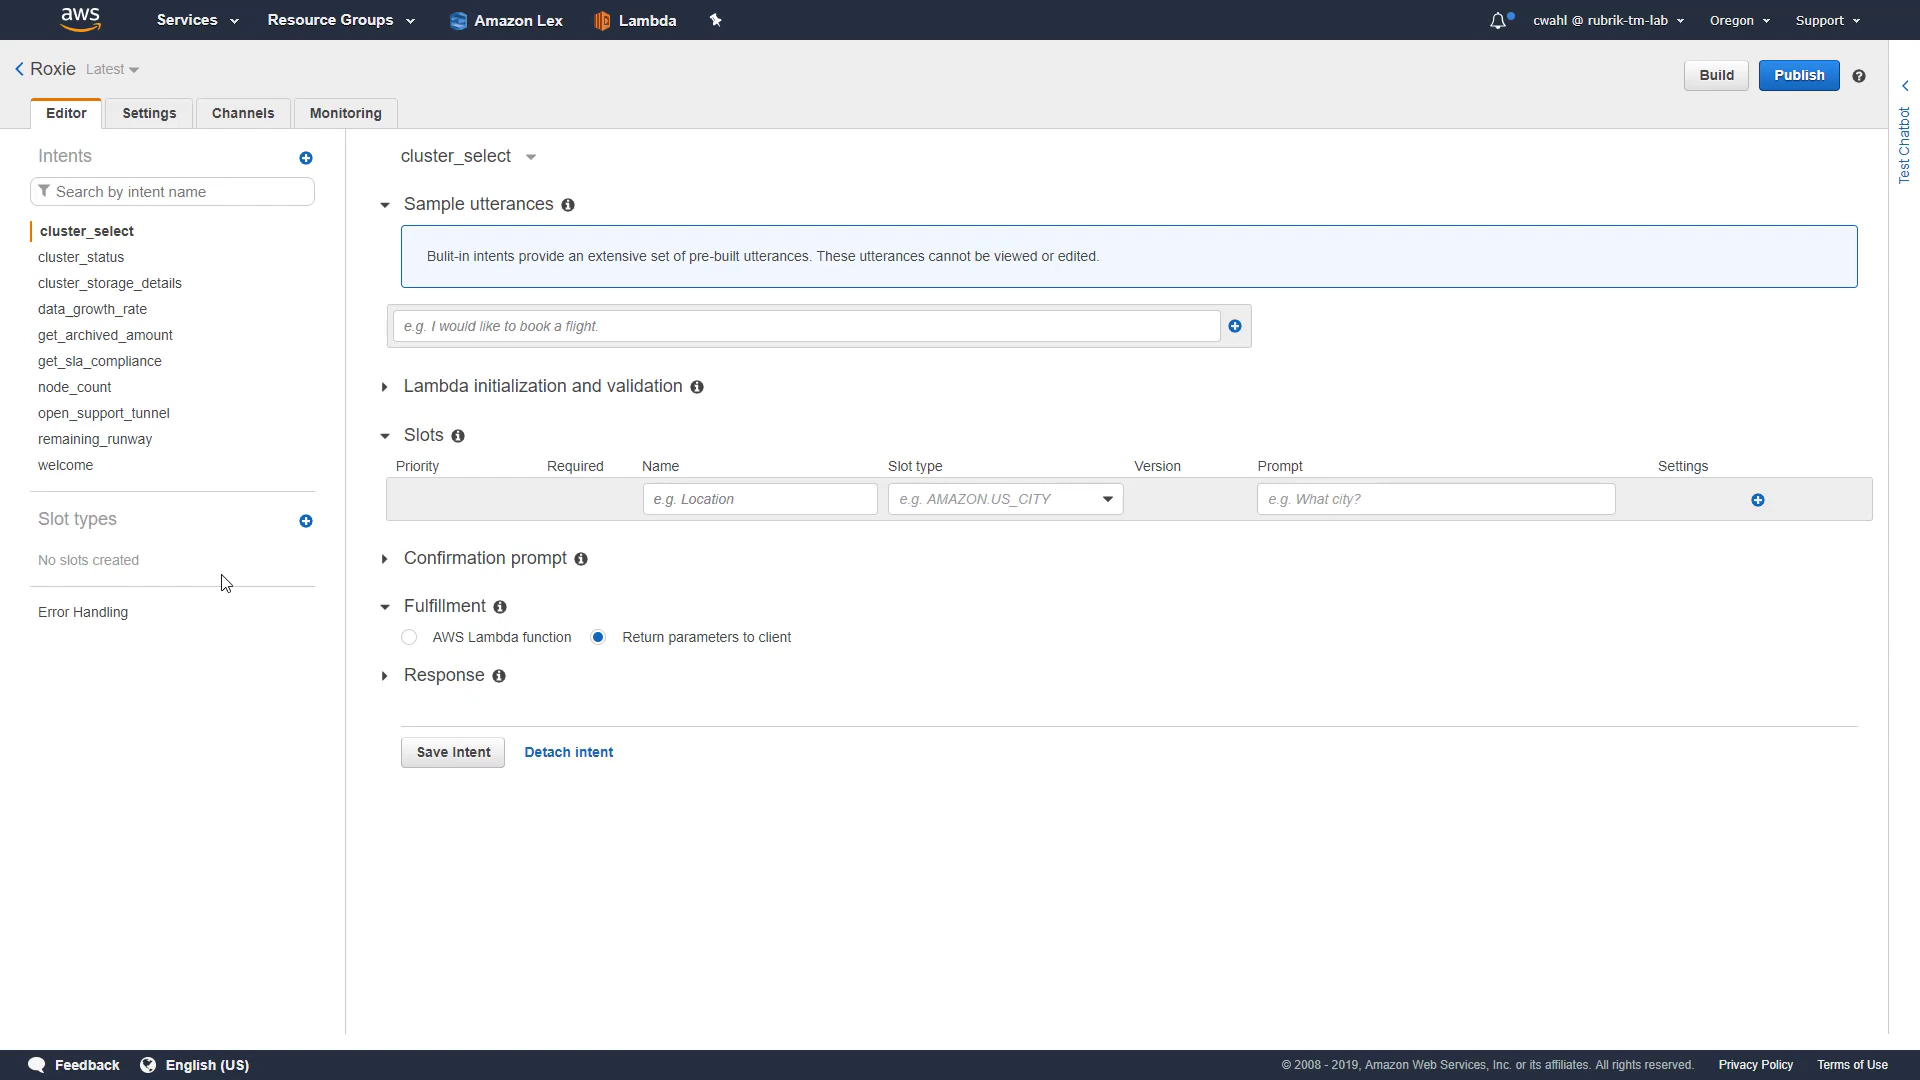 aws Services Resource Groups Amazon Lex Lambda cwahl @ rubrik-tm-lab Oregon Support
Roxie Latest
Build Publish ?
Editor Settings Channels Monitoring
Test Chatbot
Intents
Search by intent name
cluster_select
cluster_status
cluster_storage_details
data_growth_rate
get_archived_amount
get_sla_compliance
node_count
open_support_tunnel
remaining_runway
welcome
Slot types
No slots created
Error Handling
cluster_select
Sample utterances
Bulit-in intents provide an extensive set of pre-built utterances. These utterances cannot be viewed or edited.
e.g. I would like to book a flight.
Lambda initialization and validation
Slots
Priority Required Name Slot type Version Prompt Settings
e.g. Location e.g. AMAZON.US_CITY e.g. What city?
Confirmation prompt
Fulfillment
AWS Lambda function Return parameters to client
Response
Save Intent Detach intent
Feedback English (US) © 2008 - 2019, Amazon Web Services, Inc. or its affiliates. All rights reserved. Privacy Policy Terms of Use